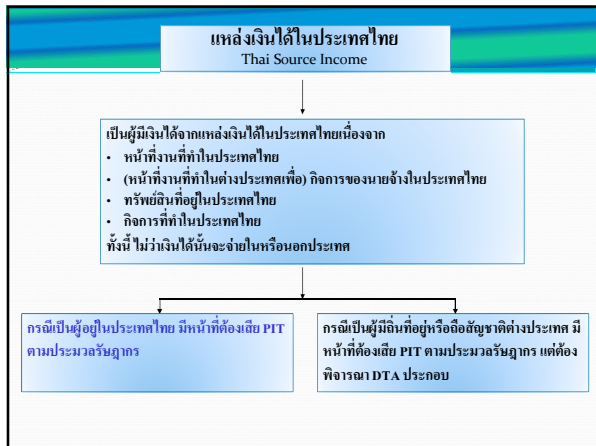 แหล่งเงินได้ในประเทศไทย
Thai Source Income
เป็นผู้มีเงินได้จากแหล่งเงินได้ในประเทศไทยเนื่องจาก
• หน้าที่งานที่ทำในประเทศไทย
• (หน้าที่งานที่ทำในต่างประเทศเพื่อ) กิจการของนายจ้างในประเทศไทย
• ทรัพย์สินที่อยู่ในประเทศไทย
• กิจการที่ทำในประเทศไทย
ทั้งนี้ ไม่ว่าเงินได้นั้นจะจ่ายในหรือนอกประเทศ
กรณีเป็นผู้อยู่ในประเทศไทย มีหน้าที่ต้องเสีย PIT
ตามประมวลรัษฎากร
กรณีเป็นผู้มีถิ่นที่อยู่หรือถือสัญชาติต่างประเทศ มี
หน้าที่ต้องเสีย PIT ตามประมวลรัษฎากร แต่ต้อง
พิจารณา DTA ประกอบ